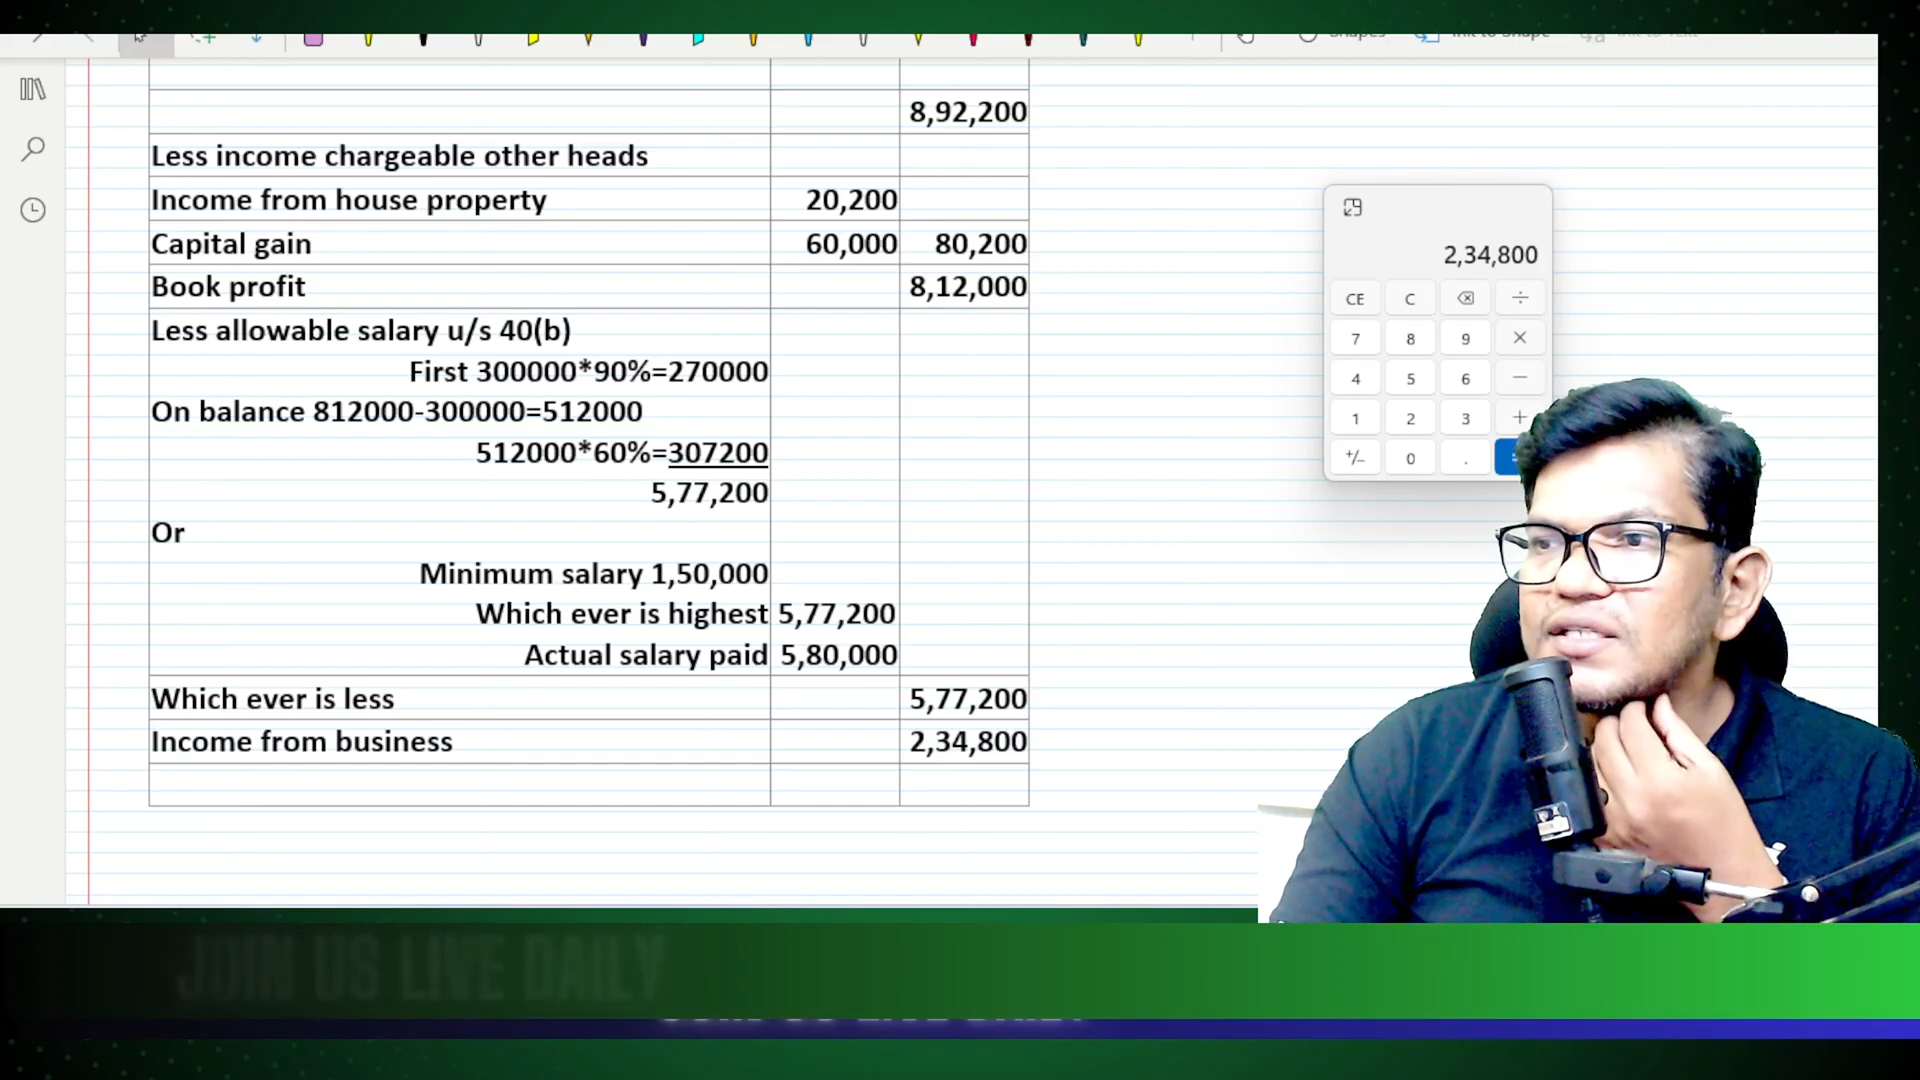 8,92,200
Less income chargeable other heads
Income from house property 20,200
Capital gain 60,000 80,200
Book profit 8,12,000
Less allowable salary u/s 40(b)
First 300000*90%=270000
On balance 812000-300000=512000
512000*60%=307200
5,77,200
Or
Minimum salary 1,50,000
Which ever is highest 5,77,200
Actual salary paid 5,80,000
Which ever is less 5,77,200
Income from business 2,34,800
2,34,800
CE C ⌫ ÷
7 8 9 ×
4 5 6 −
1 2 3 +
+/− 0 .
JOIN US LIVE DAILY